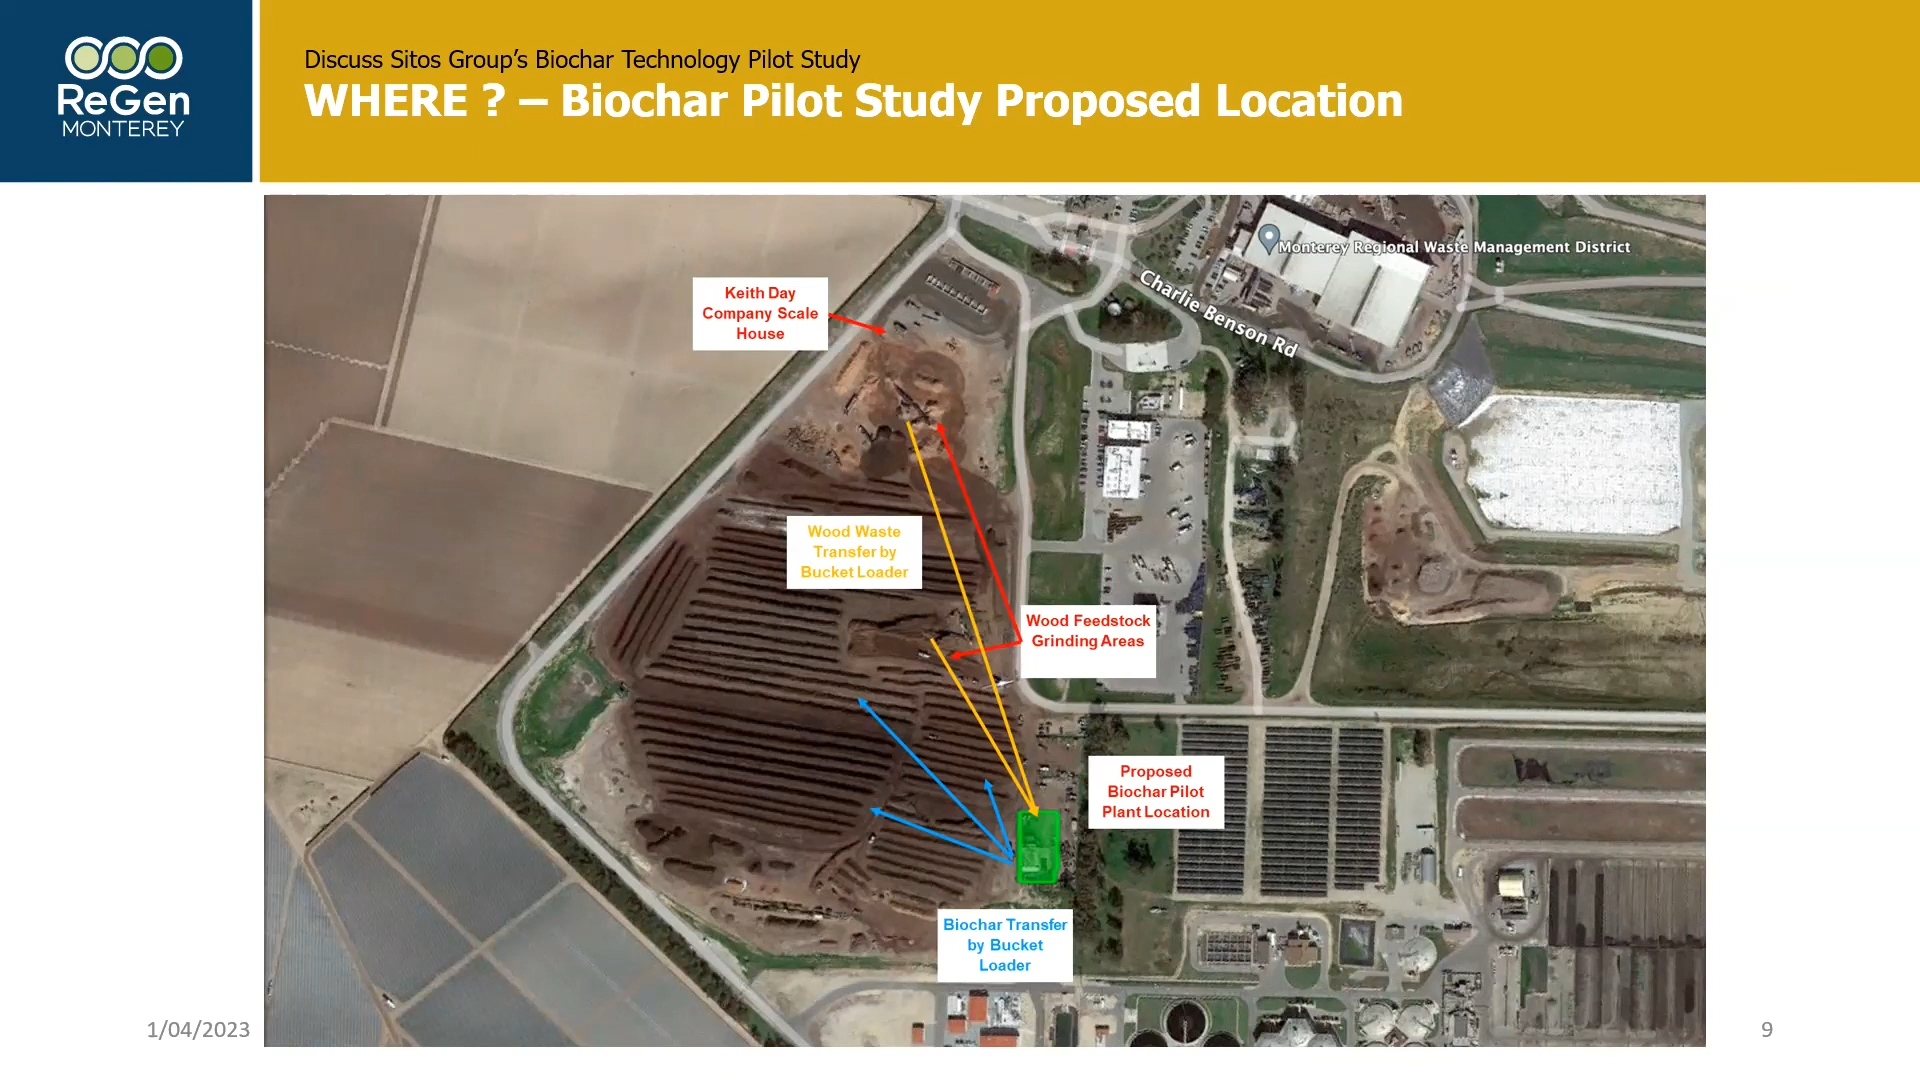 ReGen
MONTEREY
Discuss Sitos Group's Biochar Technology Pilot Study
WHERE ? – Biochar Pilot Study Proposed Location
Monterey Regional Waste Management District
Charlie Benson Rd
Keith Day
Company Scale
House
Wood Waste
Transfer by
Bucket Loader
Wood Feedstock
Grinding Areas
Proposed
Biochar Pilot
Plant Location
Biochar Transfer
by Bucket
Loader
1/04/2023
9